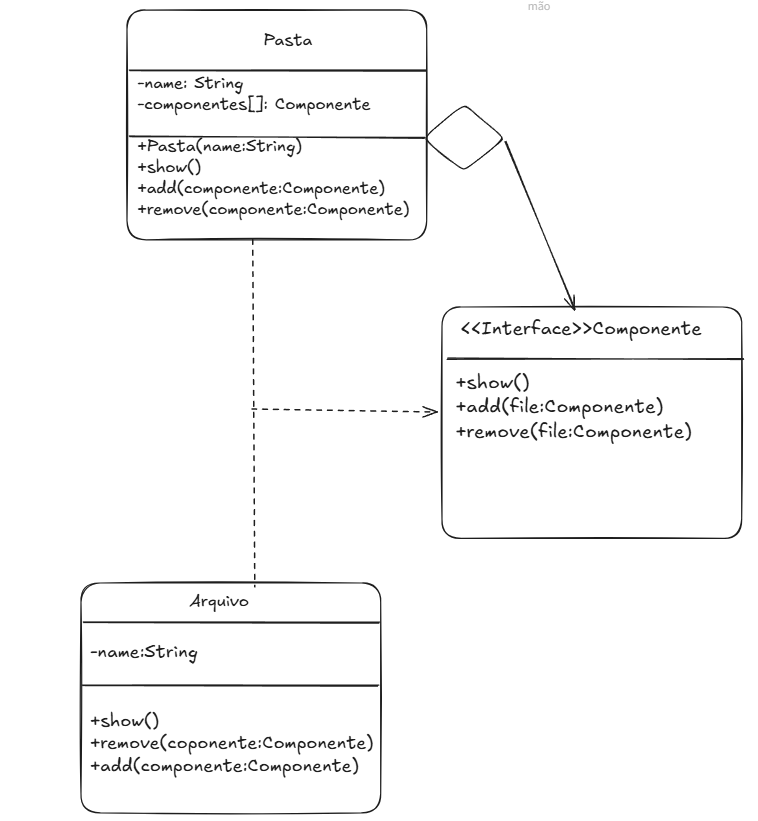 mão
Pasta
-name: String
-componentes[]: Componente
+Pasta(name:String)
+show()
+add(componente:Componente)
+remove(componente:Componente)
<<Interface>>Componente
+show()
+add(file:Componente)
+remove(file:Componente)
Arquivo
-name:String
+show()
+remove(coponente:Componente)
+add(componente:Componente)